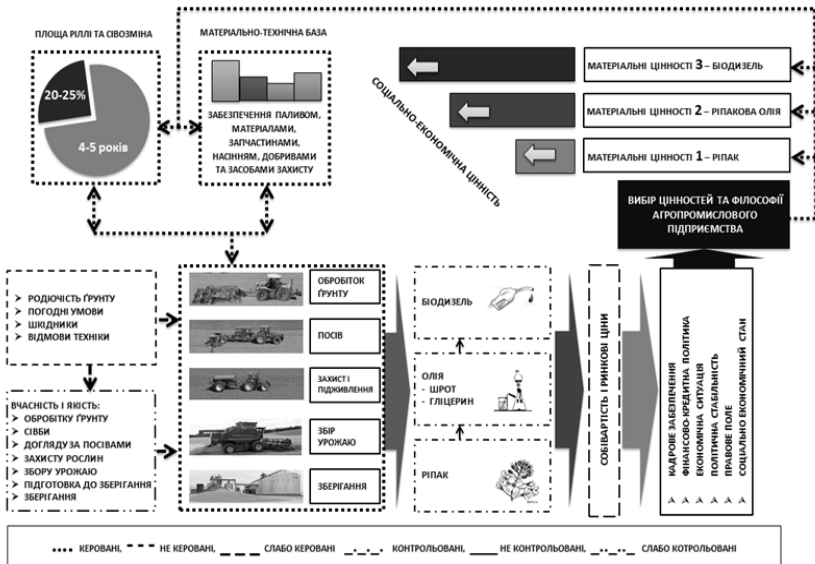 ПЛОЩА РІЛЛІ ТА СІВОЗМІНА
20-25%
4-5 років
МАТЕРІАЛЬНО-ТЕХНІЧНА БАЗА
ЗАБЕЗПЕЧЕННЯ ПАЛИВОМ,
МАТЕРІАЛАМИ,
ЗАПЧАСТИНАМИ,
НАСІННЯМ, ДОБРИВАМИ
ТА ЗАСОБАМИ ЗАХИСТУ
СОЦІАЛЬНО-ЕКОНОМІЧНА ЦІННІСТЬ
МАТЕРІАЛЬНІ ЦІННОСТІ 3 – БІОДИЗЕЛЬ
МАТЕРІАЛЬНІ ЦІННОСТІ 2 – РІПАКОВА ОЛІЯ
МАТЕРІАЛЬНІ ЦІННОСТІ 1 – РІПАК
ВИБІР ЦІННОСТЕЙ ТА ФІЛОСОФІЇ
АГРОПРОМИСЛОВОГО
ПІДПРИЄМСТВА
➢ РОДЮЧІСТЬ ҐРУНТУ
➢ ПОГОДНІ УМОВИ
➢ ШКІДНИКИ
➢ ВІДМОВИ ТЕХНІКИ
ВЧАСНІСТЬ І ЯКІСТЬ:
➢ ОБРОБІТКУ ҐРУНТУ
➢ СІВБИ
➢ ДОГЛЯДУ ЗА ПОСІВАМИ
➢ ЗАХИСТУ РОСЛИН
➢ ЗБОРУ УРОЖАЮ
➢ ПІДГОТОВКА ДО ЗБЕРІГАННЯ
➢ ЗБЕРІГАННЯ
ОБРОБІТОК
ҐРУНТУ
ПОСІВ
ЗАХИСТ І
ПІДЖИВЛЕННЯ
ЗБІР
УРОЖАЮ
ЗБЕРІГАННЯ
БІОДИЗЕЛЬ
ОЛІЯ
- ШРОТ
- ГЛІЦЕРИН
РІПАК
СОБІВАРТІСТЬ І РИНКОВІ ЦІНИ
➢ КАДРОВЕ ЗАБЕЗПЕЧЕННЯ
➢ ФІНАНСОВО-КРЕДИТНА ПОЛІТИКА
➢ ЕКОНОМІЧНА СИТУАЦІЯ
➢ ПОЛІТИЧНА СТАБІЛЬНІСТЬ
➢ ПРАВОВЕ ПОЛЕ
➢ СОЦІАЛЬНО ЕКОНОМІЧНИЙ СТАН
КЕРОВАНІ, НЕ КЕРОВАНІ, СЛАБО КЕРОВАНІ КОНТРОЛЬОВАНІ, НЕ КОНТРОЛЬОВАНІ, СЛАБО КОТРОЛЬОВАНІ